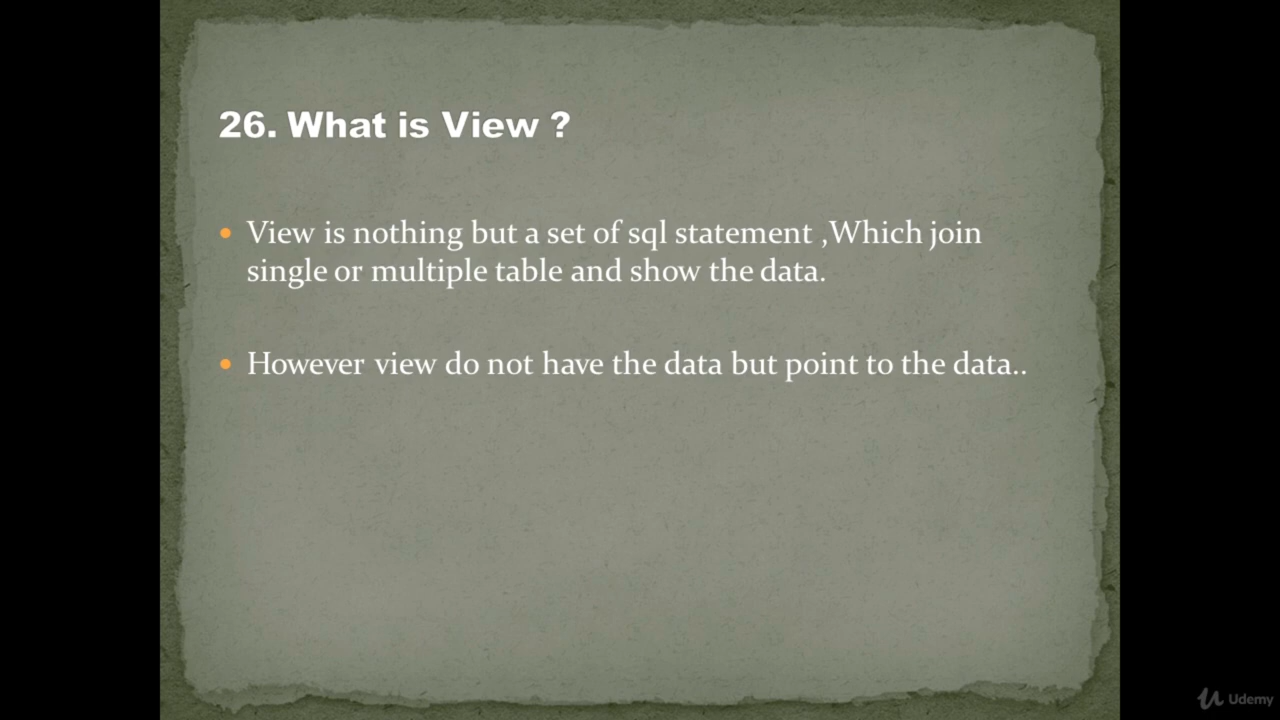 26. What is View ?
• View is nothing but a set of sql statement ,Which join
single or multiple table and show the data.
• However view do not have the data but point to the data..
Udemy